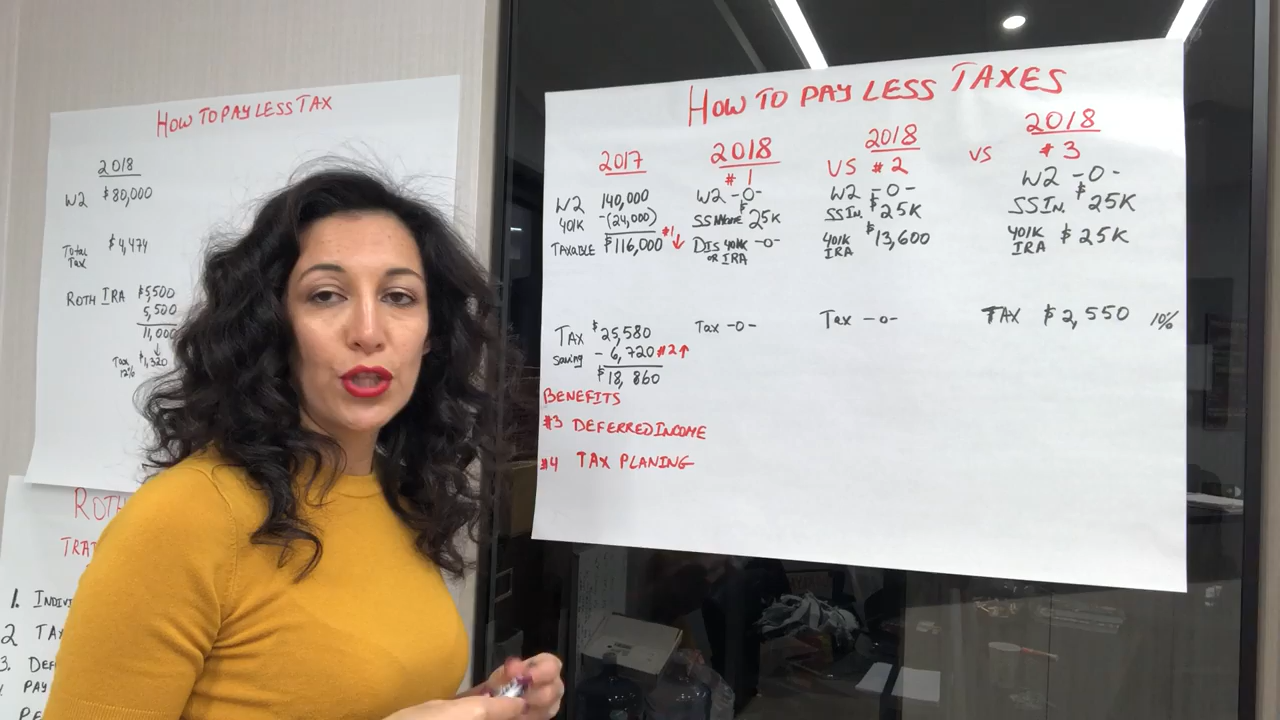 HOW TO PAY LESS TAX
2018
W2 $80,000
Total Tax $4,474
ROTH IRA $5,500
5,500
11,000
Tax 12% $1,320
ROTH
1. INDIV
2 TAX
3. DEF
PAY
HOW TO PAY LESS TAXES
2017
W2 140,000
401K -(24,000)
TAXABLE $116,000 #1 ↓
TAX $25,580
saving - 6,720 #2 ↑
$18,860
BENEFITS
#3 DEFERRED INCOME
#4 TAX PLANING
2018
#1
W2 -0-
SS $25K
DIS 401K OR IRA -0-
Tax -0-
VS
2018
#2
W2 -0-
SS IN. $25K
401K IRA $13,600
Tax -0-
VS
2018
#3
W2 -0-
SS IN. $25K
401K IRA $25K
TAX $2,550 10%